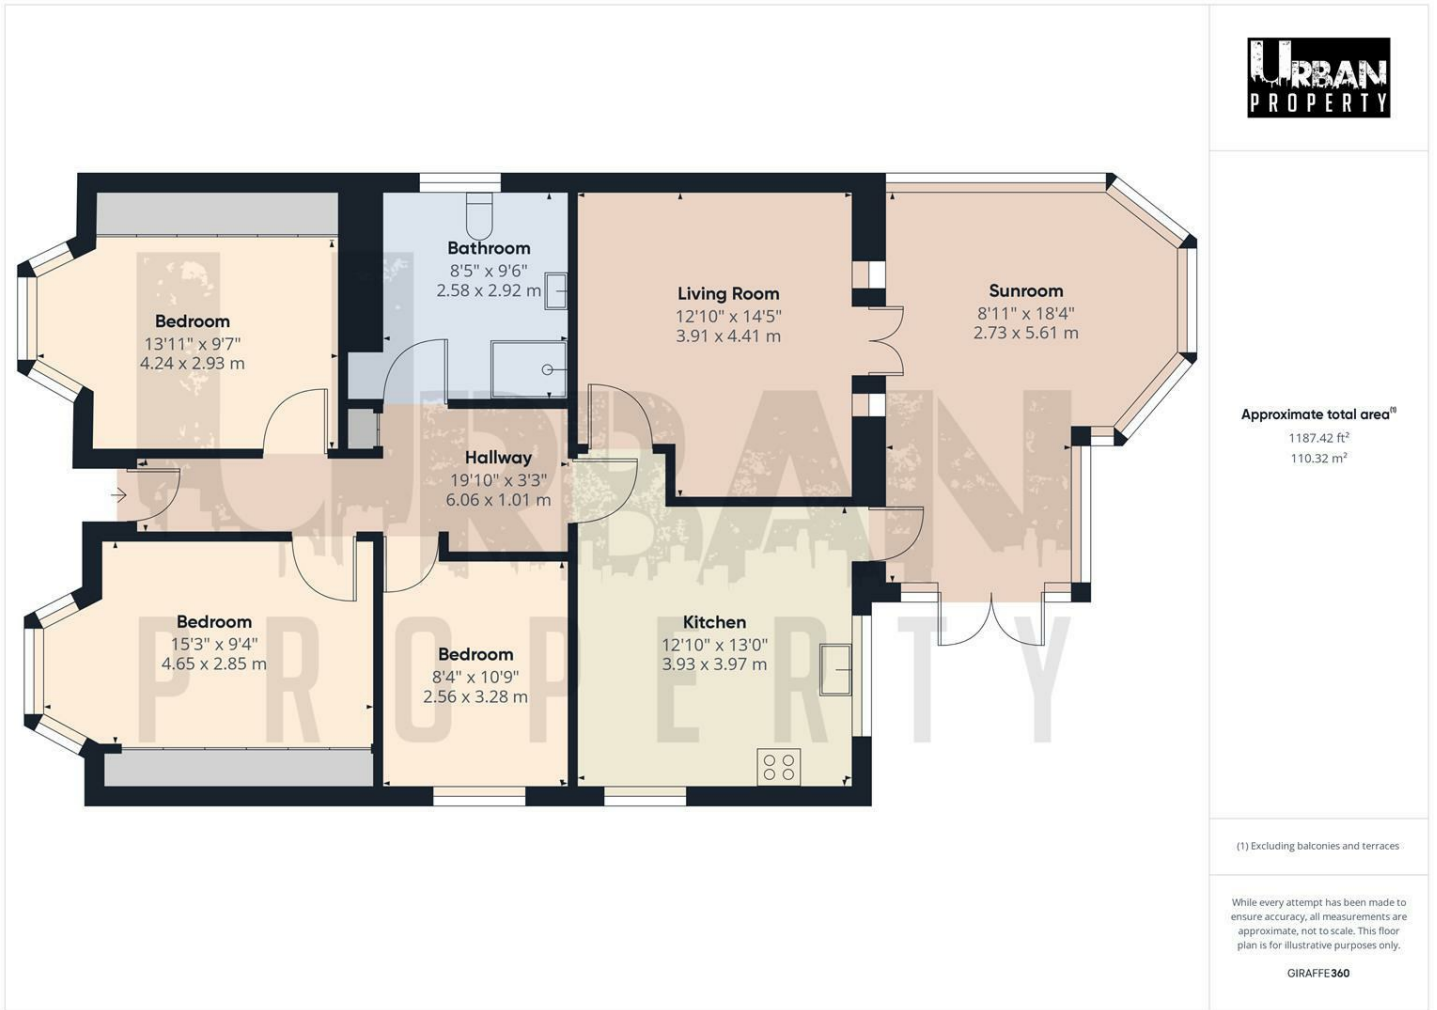 URBAN
PROPERTY
Bedroom
13'11" x 9'7"
4.24 x 2.93 m
Bathroom
8'5" x 9'6"
2.58 x 2.92 m
Living Room
12'10" x 14'5"
3.91 x 4.41 m
Sunroom
8'11" x 18'4"
2.73 x 5.61 m
Hallway
19'10" x 3'3"
6.06 x 1.01 m
Bedroom
15'3" x 9'4"
4.65 x 2.85 m
Bedroom
8'4" x 10'9"
2.56 x 3.28 m
Kitchen
12'10" x 13'0"
3.93 x 3.97 m
URBAN
PROPERTY
Approximate total area(1)
1187.42 ft²
110.32 m²
(1) Excluding balconies and terraces
While every attempt has been made to
ensure accuracy, all measurements are
approximate, not to scale. This floor
plan is for illustrative purposes only.
GIRAFFE360